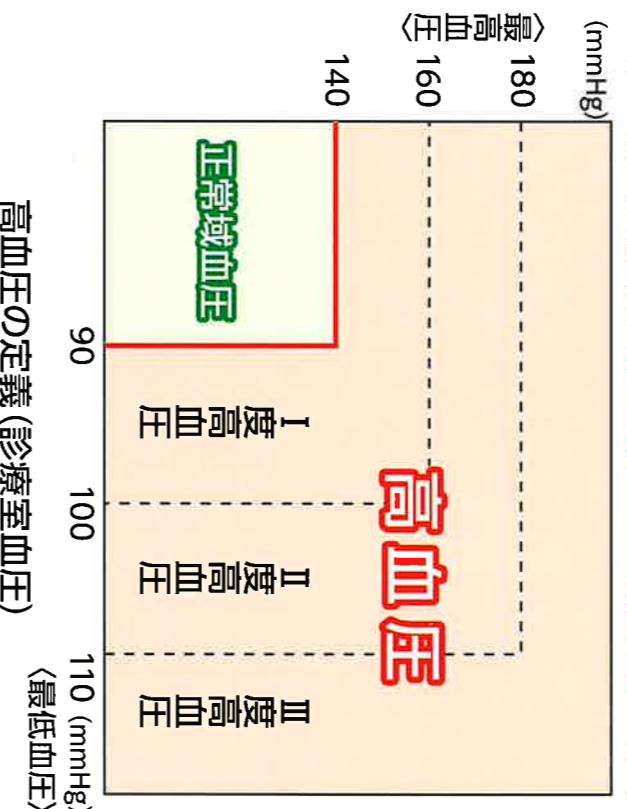 (mmHg)
〈最高血圧〉
180
160
140
正常域血圧
高血圧
Ⅰ度高血圧
Ⅱ度高血圧
Ⅲ度高血圧
90
100
110 (mmHg)
〈最低血圧〉
高血圧の定義(診療室血圧)